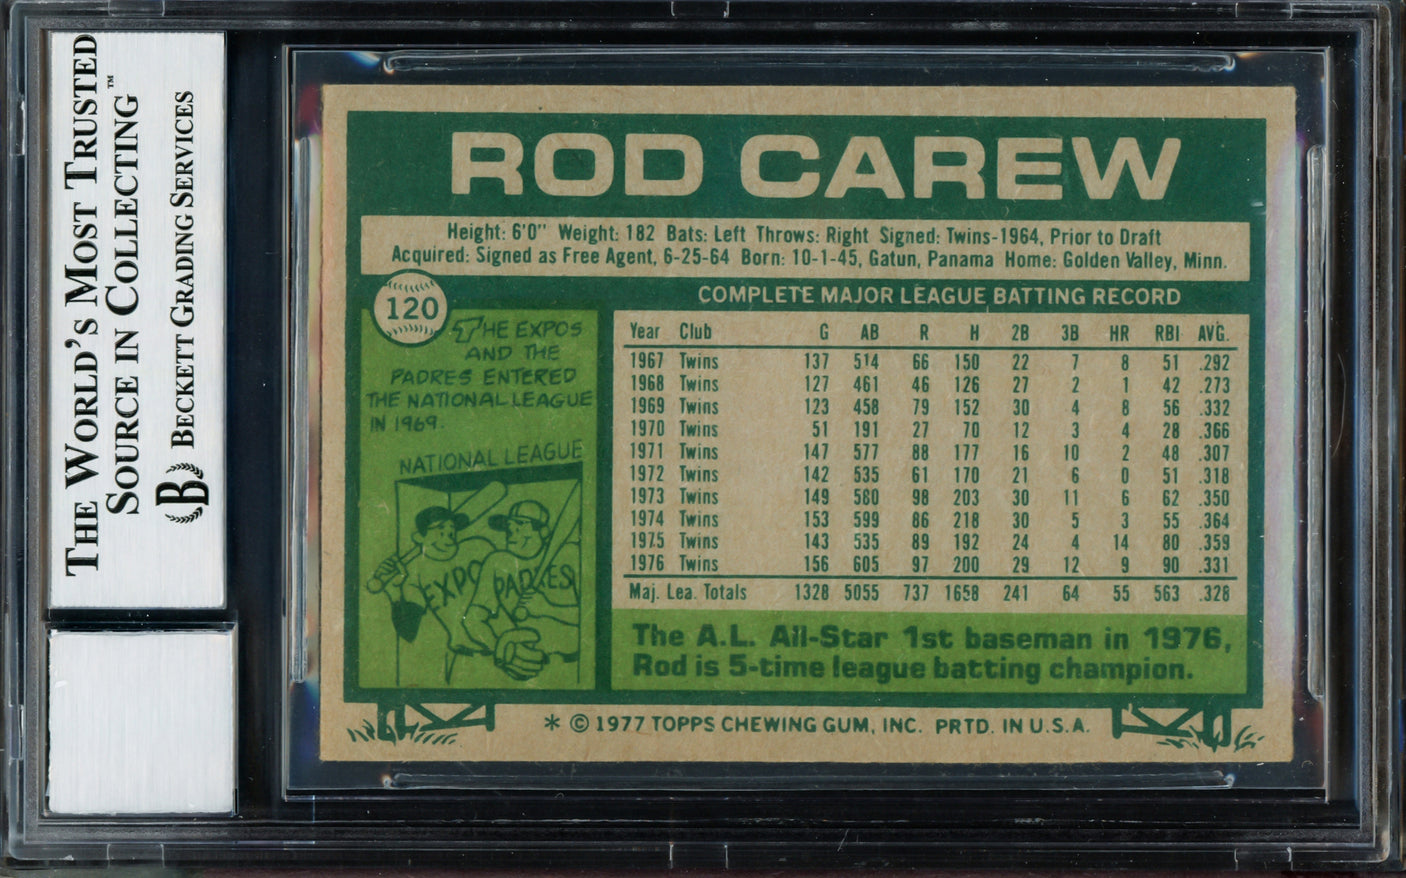 THE WORLD'S MOST TRUSTED
SOURCE IN COLLECTING™
B BECKETT GRADING SERVICES
ROD CAREW
Height: 6'0" Weight: 182 Bats: Left Throws: Right Signed: Twins-1964, Prior to Draft
Acquired: Signed as Free Agent, 6-25-64 Born: 10-1-45, Gatun, Panama Home: Golden Valley, Minn.
120
THE EXPOS
AND THE
PADRES ENTERED
THE NATIONAL LEAGUE
IN 1969.
NATIONAL LEAGUE
EXPO
PADRES
COMPLETE MAJOR LEAGUE BATTING RECORD
Year Club G AB R H 2B 3B HR RBI AVG.
1967 Twins 137 514 66 150 22 7 8 51 .292
1968 Twins 127 461 46 126 27 2 1 42 .273
1969 Twins 123 458 79 152 30 4 8 56 .332
1970 Twins 51 191 27 70 12 3 4 28 .366
1971 Twins 147 577 88 177 16 10 2 48 .307
1972 Twins 142 535 61 170 21 6 0 51 .318
1973 Twins 149 580 98 203 30 11 6 62 .350
1974 Twins 153 599 86 218 30 5 3 55 .364
1975 Twins 143 535 89 192 24 4 14 80 .359
1976 Twins 156 605 97 200 29 12 9 90 .331
Maj. Lea. Totals 1328 5055 737 1658 241 64 55 563 .328
The A.L. All-Star 1st baseman in 1976,
Rod is 5-time league batting champion.
* © 1977 TOPPS CHEWING GUM, INC. PRTD. IN U.S.A.